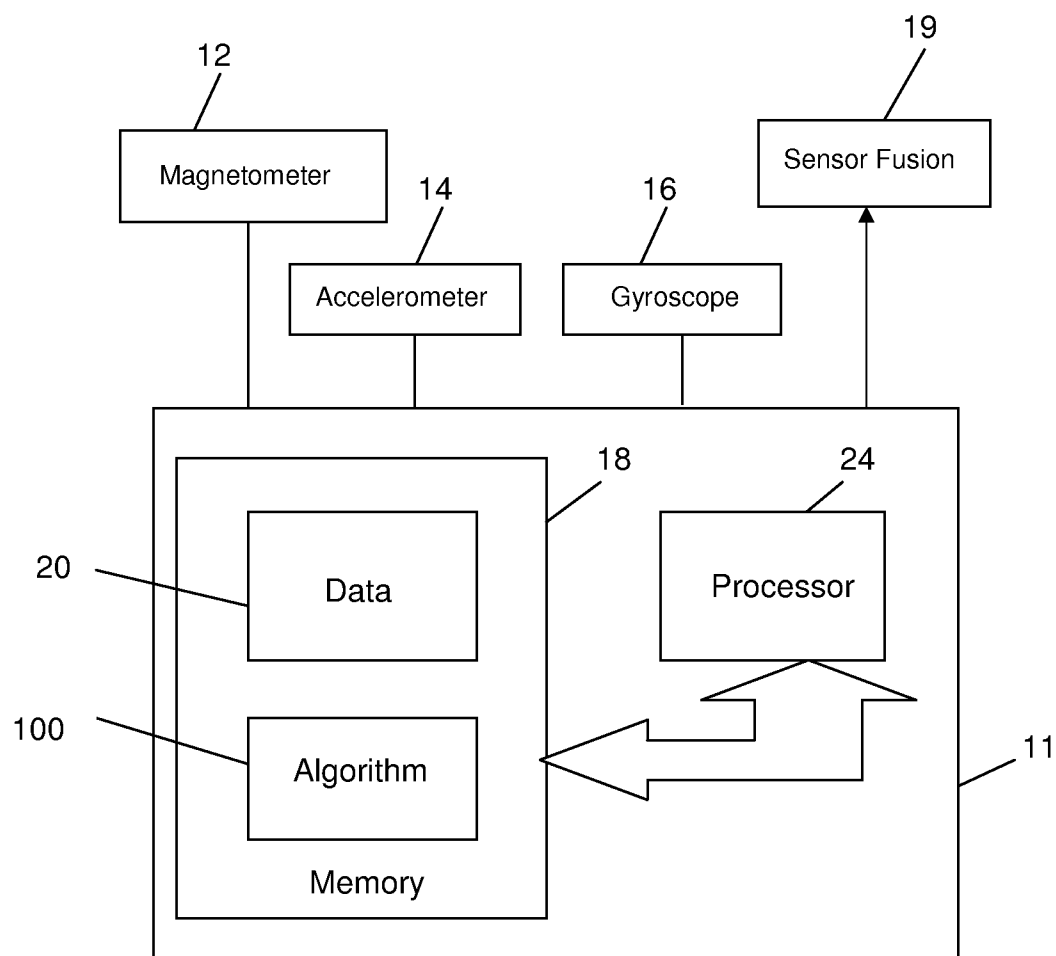 19
12
Sensor Fusion
Magnetometer
14
16
Accelerometer
Gyroscope
18
24
20
Data
Processor
100
Algorithm
11
Memory